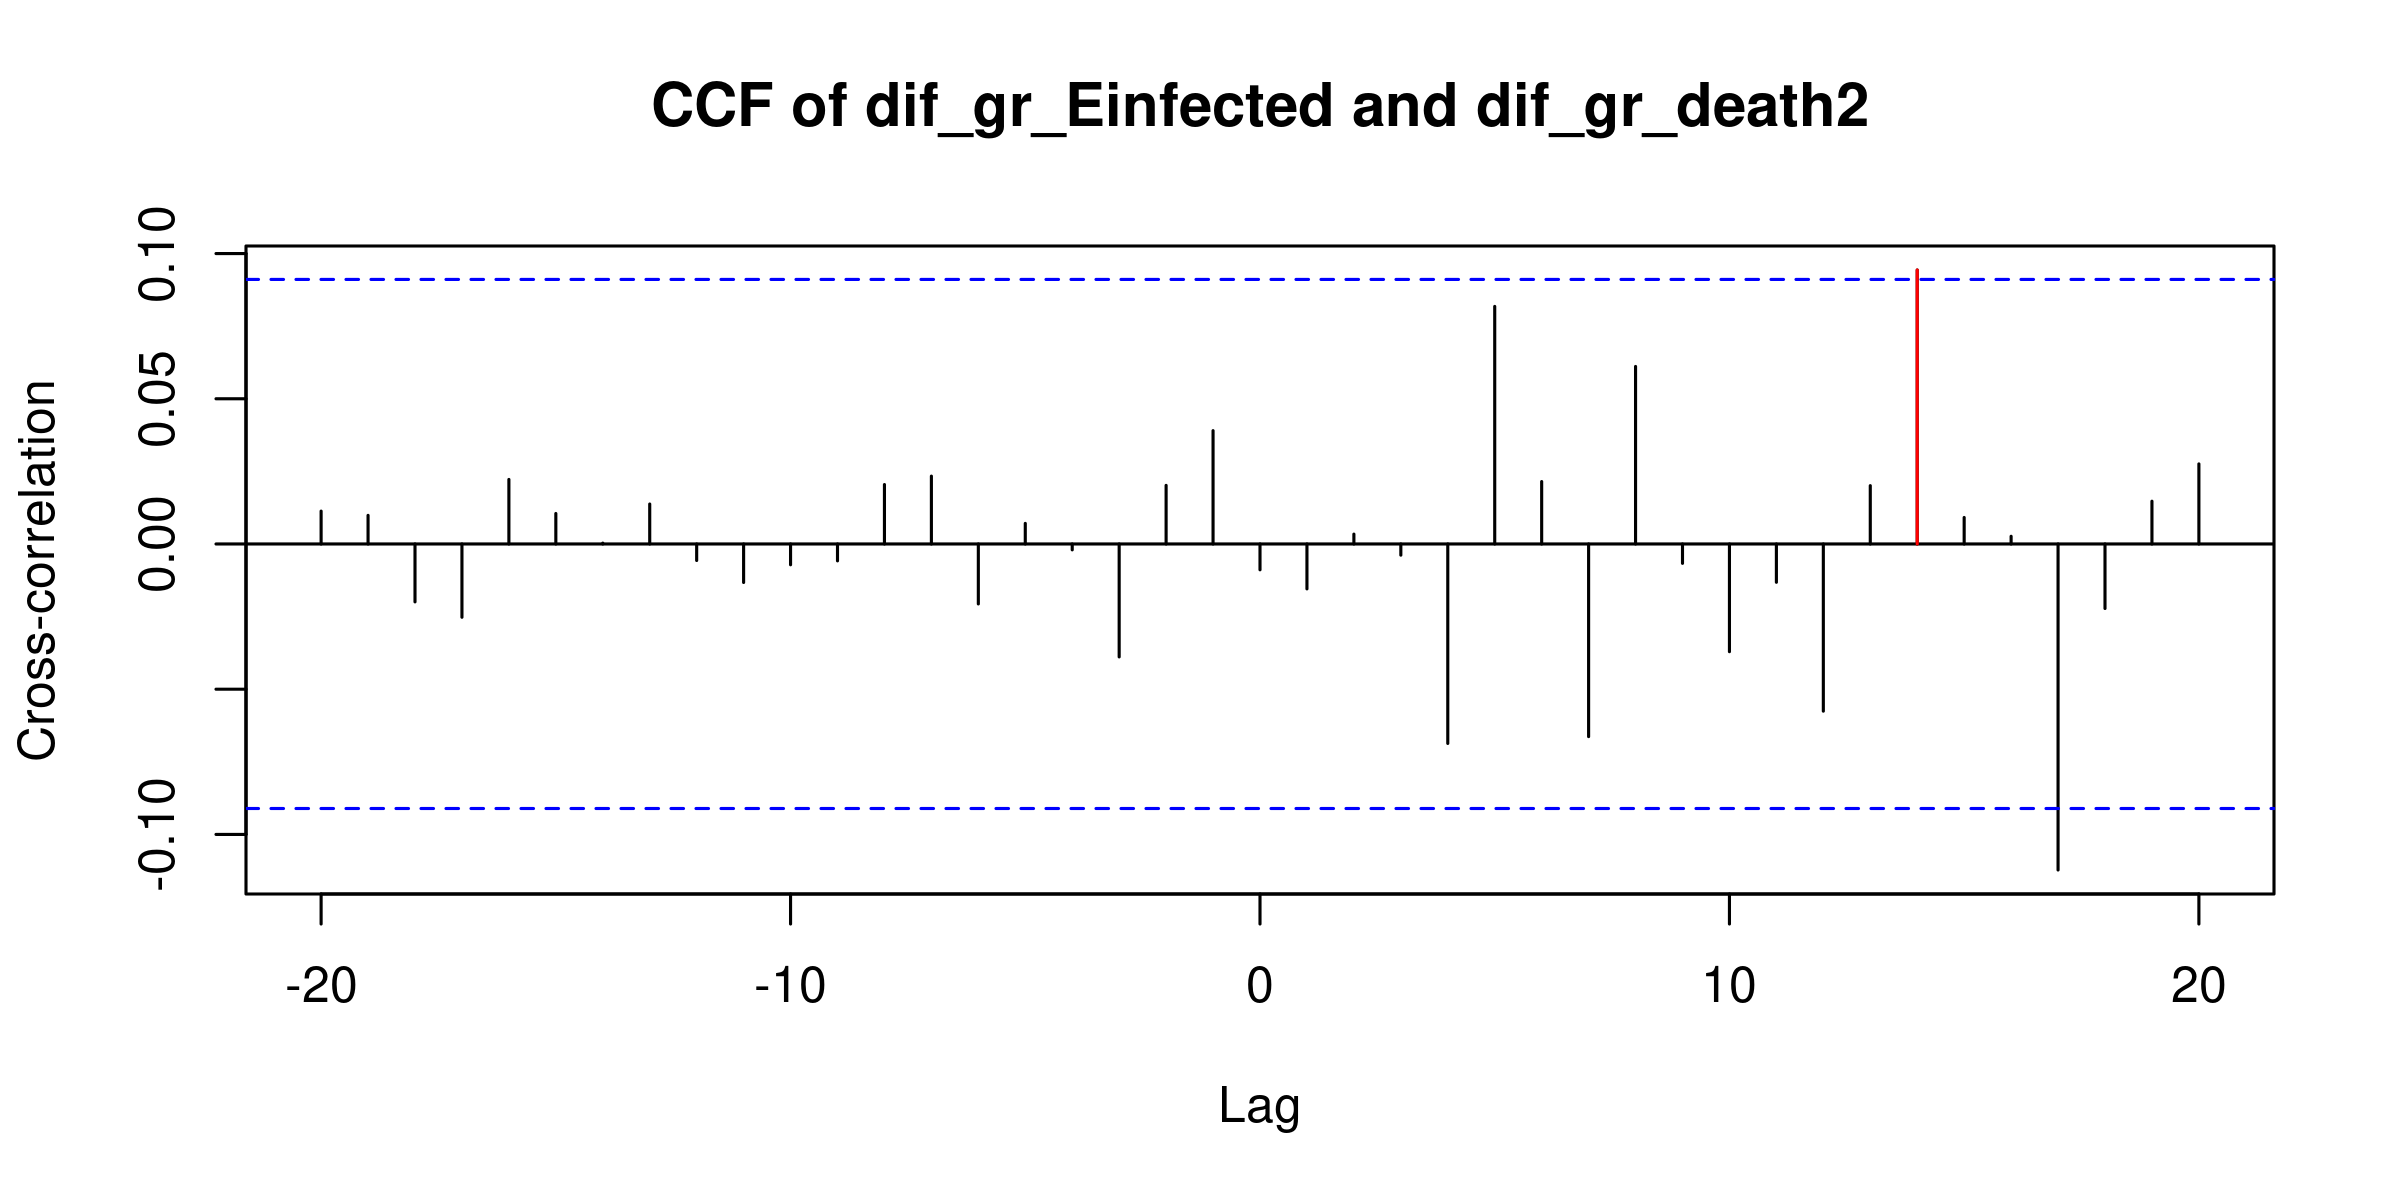 CCF of dif_gr_Einfected and dif_gr_death2
Cross-correlation
0.10
0.05
0.00
-0.10
-20 -10 0 10 20
Lag